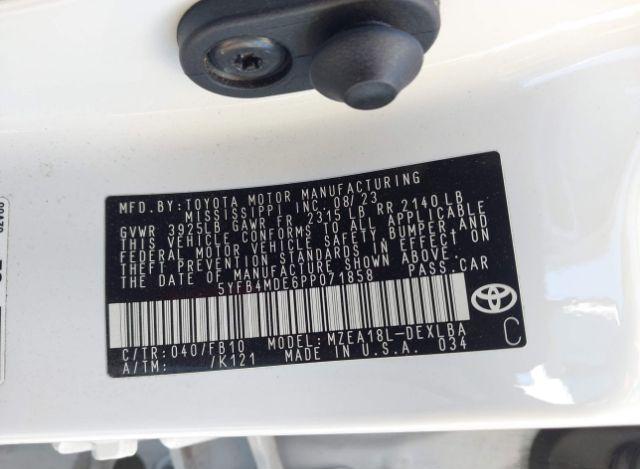 MFD.BY:TOYOTA MOTOR MANUFACTURING
MISSISSIPPI INC. 08/23
GVWR 3925LB GAWR FR 2315 LB RR 2140 LB
THIS VEHICLE CONFORMS TO ALL APPLICABLE
FEDERAL MOTOR VEHICLE SAFETY, BUMPER, AND
THEFT PREVENTION STANDARDS IN EFFECT ON
THE DATE OF MANUFACTURE SHOWN ABOVE.
5YFB4MDE6PP071858 PASS.CAR
C/TR: 040/FB10 MODEL: MZEA18L-DEXLBA
A/TM: /K121 MADE IN U.S.A. 034
C